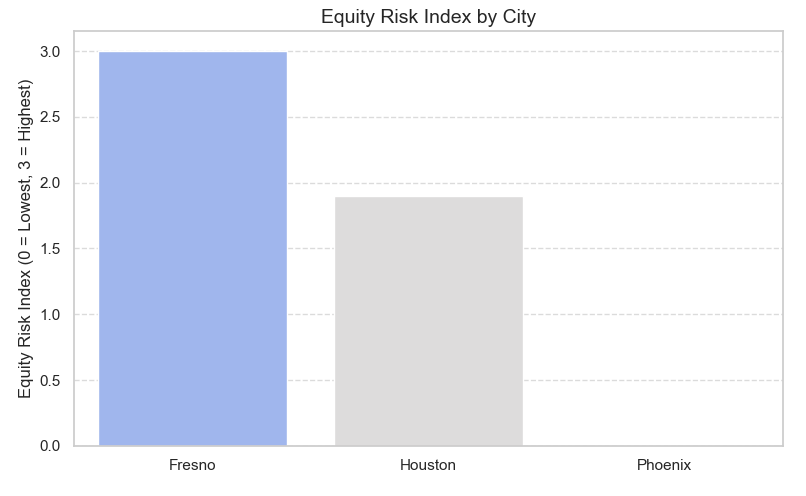 Equity Risk Index by City
Equity Risk Index (0 = Lowest, 3 = Highest)
3.0
2.5
2.0
1.5
1.0
0.5
0.0
Fresno Houston Phoenix